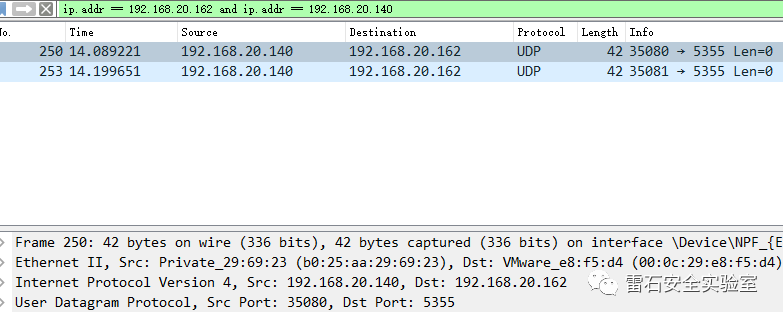 ip.addr == 192.168.20.162 and ip.addr == 192.168.20.140
No. Time Source Destination Protocol Length Info
250 14.089221 192.168.20.140 192.168.20.162 UDP 42 35080 → 5355 Len=0
253 14.199651 192.168.20.140 192.168.20.162 UDP 42 35081 → 5355 Len=0
Frame 250: 42 bytes on wire (336 bits), 42 bytes captured (336 bits) on interface \Device\NPF_{E
Ethernet II, Src: Private_29:69:23 (b0:25:aa:29:69:23), Dst: VMware_e8:f5:d4 (00:0c:29:e8:f5:d4)
Internet Protocol Version 4, Src: 192.168.20.140, Dst: 192.168.20.162
User Datagram Protocol, Src Port: 35080, Dst Port: 5355
雷石安全实验室